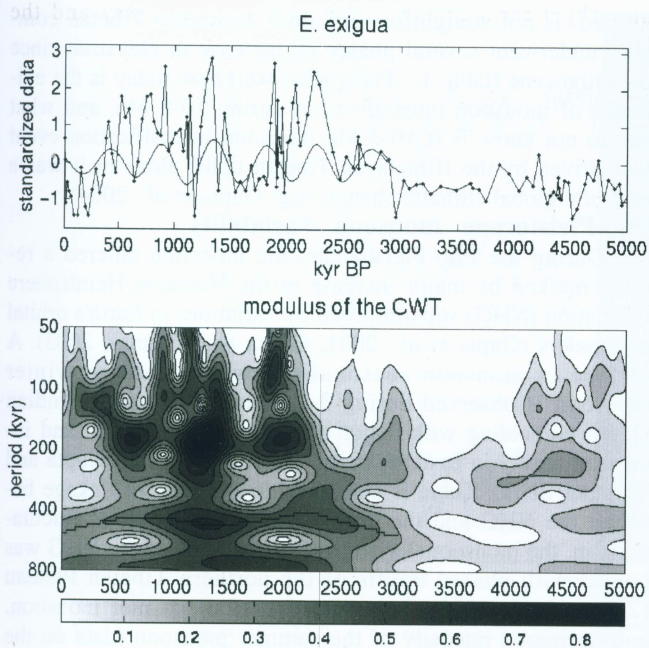 E. exigua
standardized data
3
2
1
0
−1
0 500 1000 1500 2000 2500 3000 3500 4000 4500 5000
kyr BP
modulus of the CWT
period (kyr)
50
100
200
400
800
0 500 1000 1500 2000 2500 3000 3500 4000 4500 5000
0.1 0.2 0.3 0.4 0.5 0.6 0.7 0.8